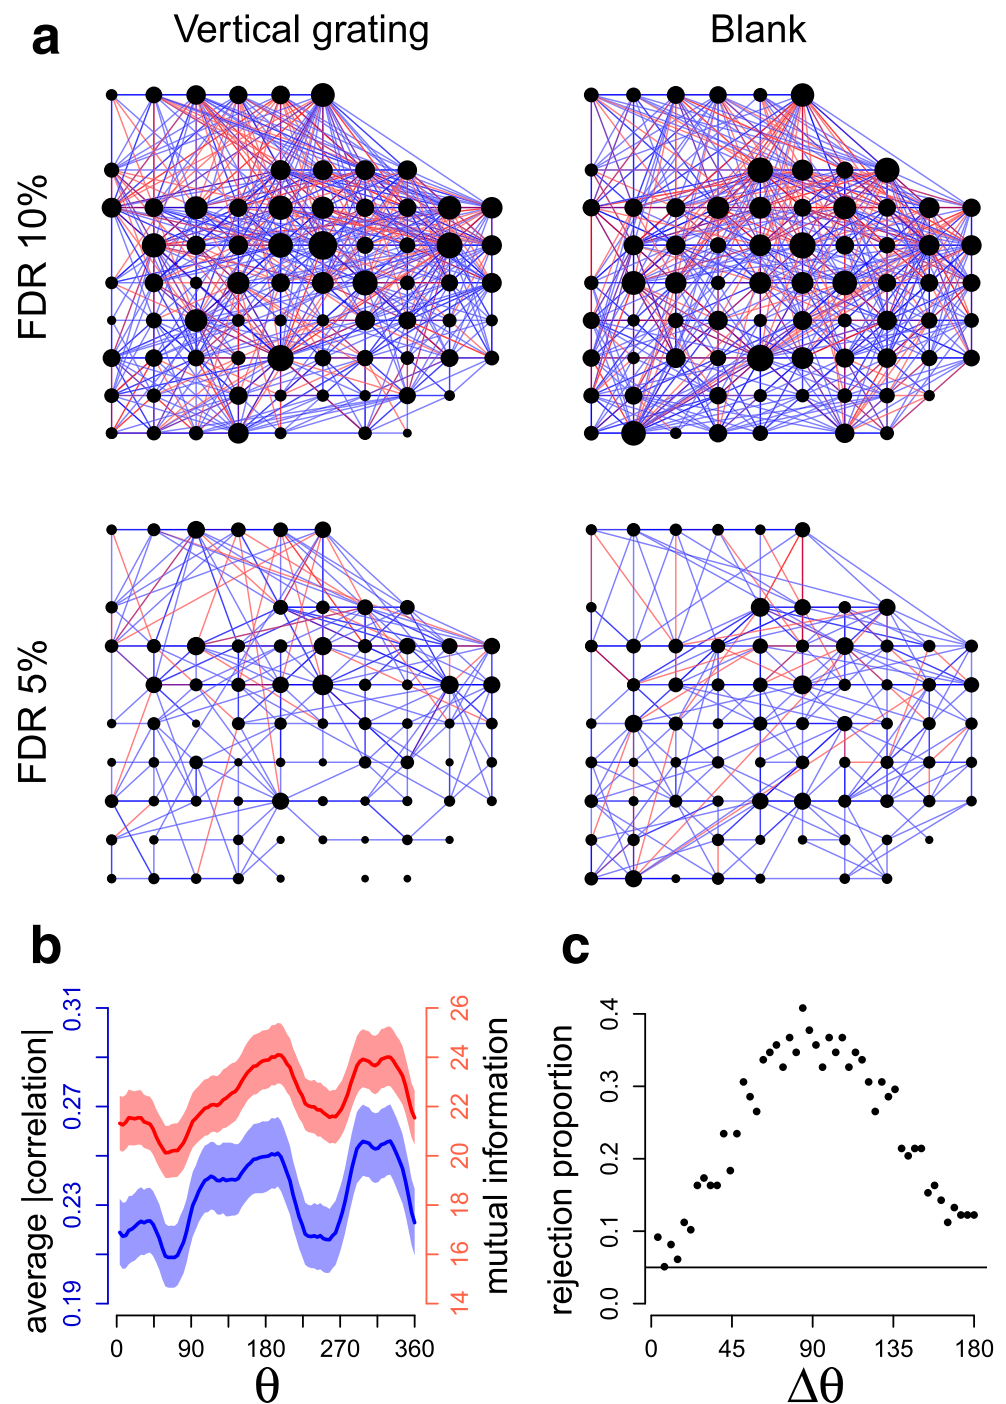 a
Vertical grating
Blank
FDR 10%
FDR 5%
b
average |correlation|
0.19
0.23
0.27
0.31
14
16
18
20
22
24
26
mutual information
0
90
180
270
360
θ
c
rejection proportion
0.0
0.1
0.2
0.3
0.4
0
45
90
135
180
Δθ